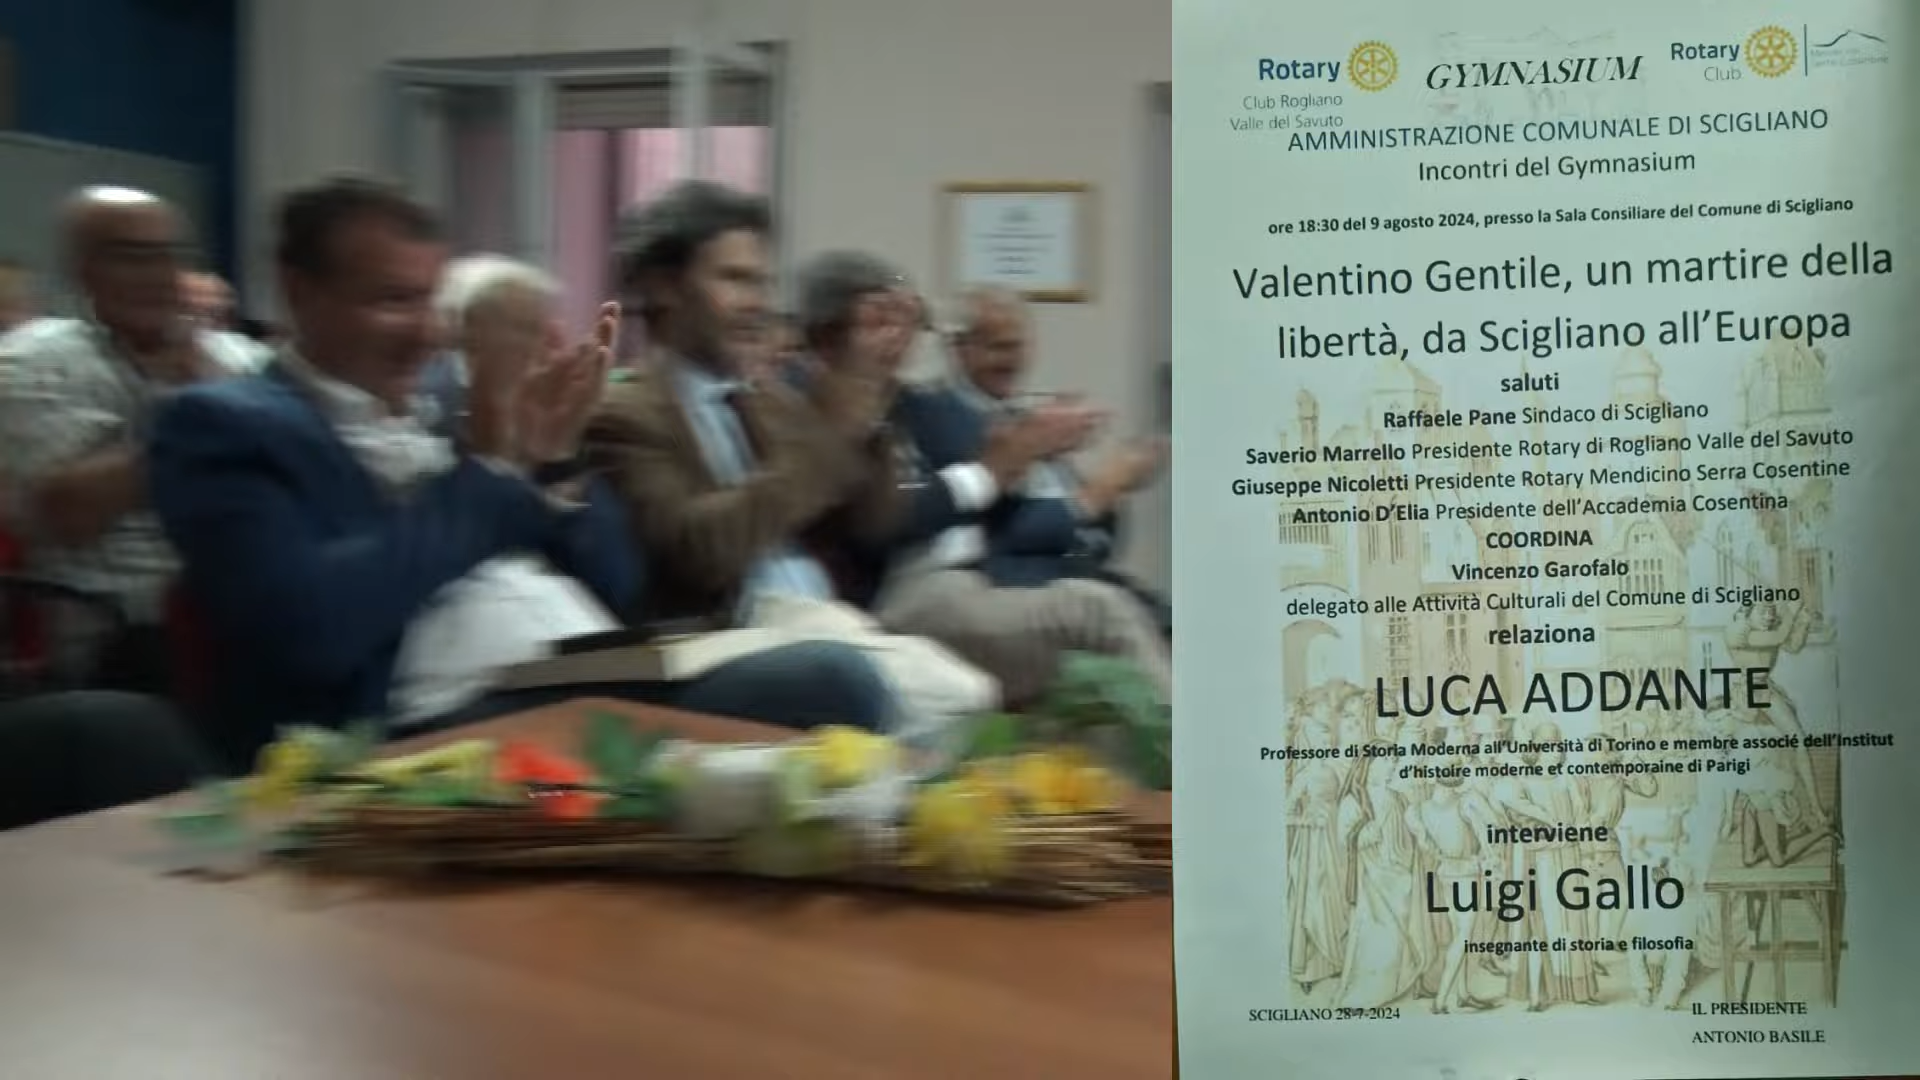 Rotary
Club Rogliano
Valle del Savuto
GYMNASIUM
Rotary
Club
AMMINISTRAZIONE COMUNALE DI SCIGLIANO
Incontri del Gymnasium
ore 18:30 del 9 agosto 2024, presso la Sala Consiliare del Comune di Scigliano
Valentino Gentile, un martire della
libertà, da Scigliano all'Europa
saluti
Raffaele Pane Sindaco di Scigliano
Saverio Marrello Presidente Rotary di Rogliano Valle del Savuto
Giuseppe Nicoletti Presidente Rotary Mendicino Serra Cosentine
Antonio D'Elia Presidente dell'Accademia Cosentina
COORDINA
Vincenzo Garofalo
delegato alle Attività Culturali del Comune di Scigliano
relaziona
LUCA ADDANTE
Professore di Storia Moderna all'Università di Torino e membre associé dell'Institut
d'histoire moderne et contemporaine di Parigi
interviene
Luigi Gallo
insegnante di storia e filosofia
SCIGLIANO 28-7-2024
IL PRESIDENTE
ANTONIO BASILE